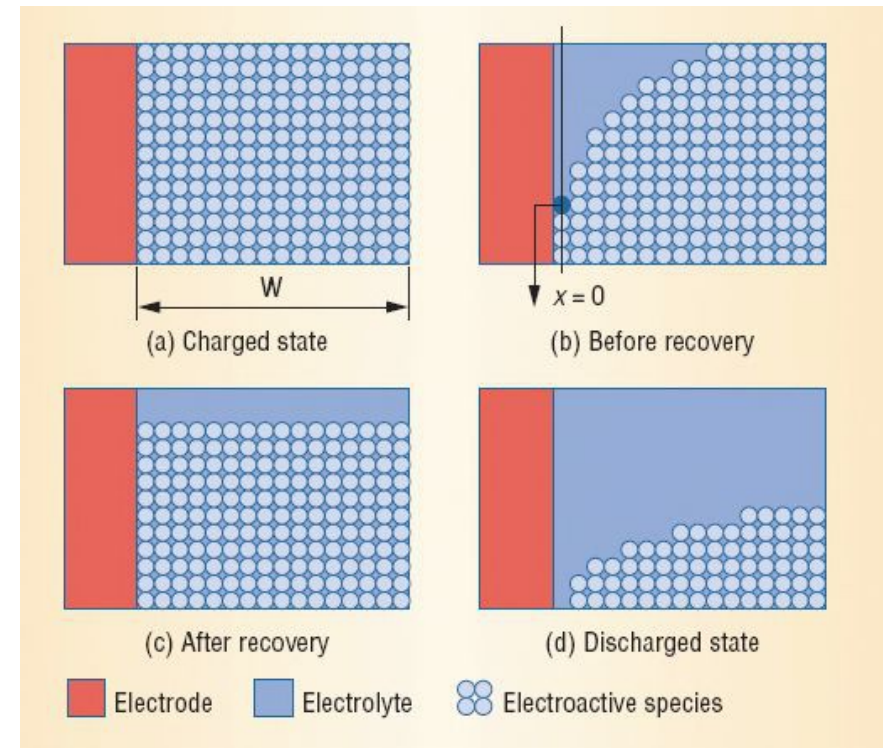 W
x = 0
(a) Charged state
(b) Before recovery
(c) After recovery
(d) Discharged state
Electrode
Electrolyte
Electroactive species